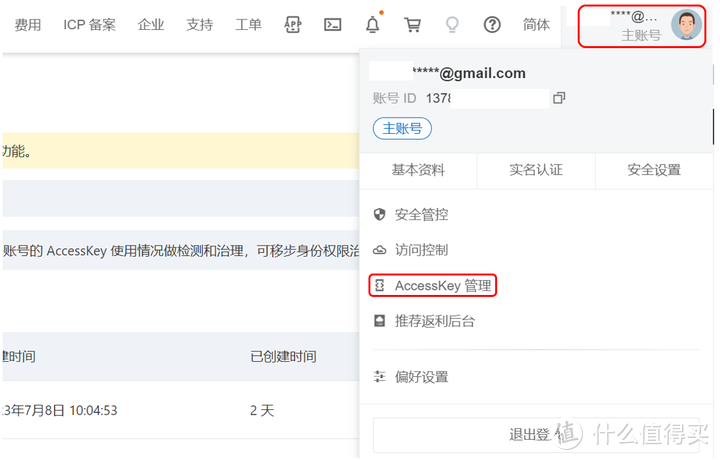 费用 ICP 备案 企业 支持 工单 APP 简体 ****@...
主账号
*****@gmail.com
账号 ID 1378
主账号
功能。
基本资料 实名认证 安全设置
安全管控
账号的 AccessKey 使用情况做检测和治理，可移步身份权限治
访问控制
AccessKey 管理
推荐返利后台
建时间 已创建时间
偏好设置
3年7月8日 10:04:53 2 天
退出登
值 什么值得买